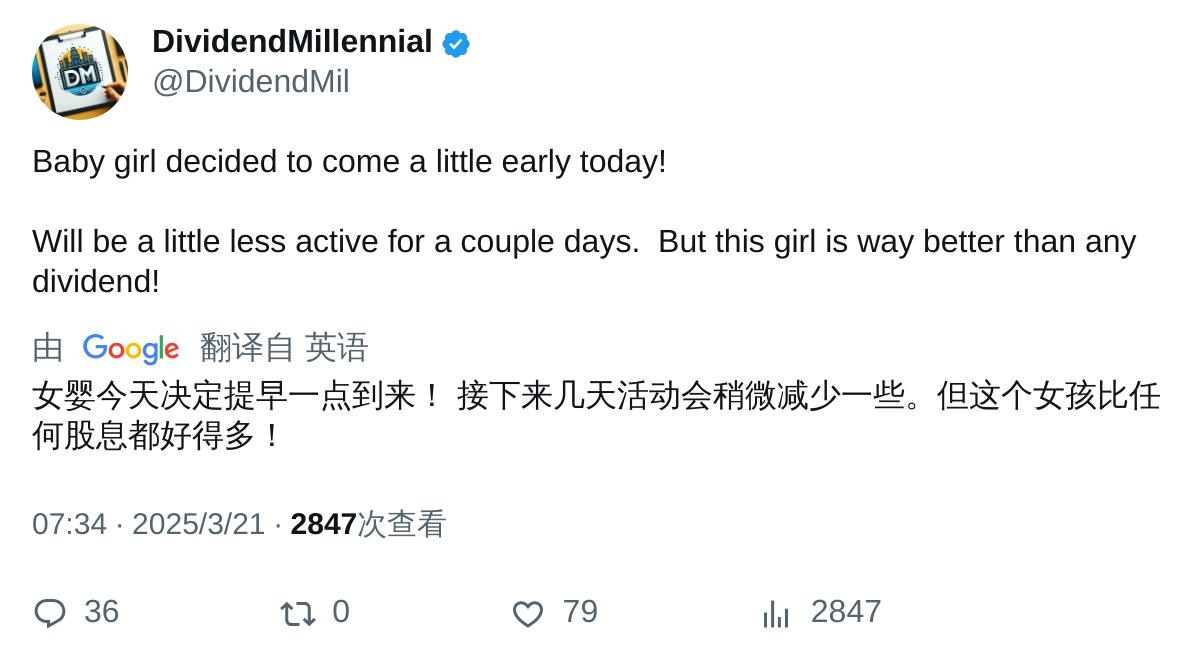 DM
DividendMillennial
@DividendMil
Baby girl decided to come a little early today!
Will be a little less active for a couple days.  But this girl is way better than any
dividend!
由 Google 翻译自 英语
女婴今天决定提早一点到来！ 接下来几天活动会稍微减少一些。但这个女孩比任
何股息都好得多！
07:34 · 2025/3/21 · 2847次查看
36 0 79 2847